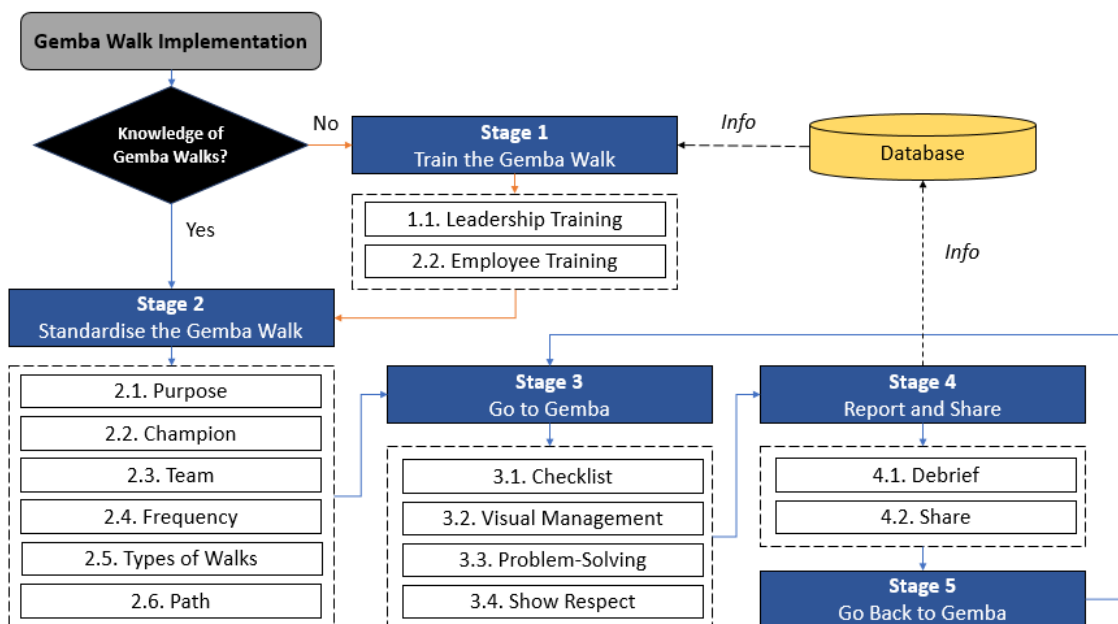 Gemba Walk Implementation
Knowledge of
Gemba Walks?
No
Yes
Stage 1
Train the Gemba Walk
Info
Database
1.1. Leadership Training
2.2. Employee Training
Info
Stage 2
Standardise the Gemba Walk
2.1. Purpose
2.2. Champion
2.3. Team
2.4. Frequency
2.5. Types of Walks
2.6. Path
Stage 3
Go to Gemba
3.1. Checklist
3.2. Visual Management
3.3. Problem-Solving
3.4. Show Respect
Stage 4
Report and Share
4.1. Debrief
4.2. Share
Stage 5
Go Back to Gemba